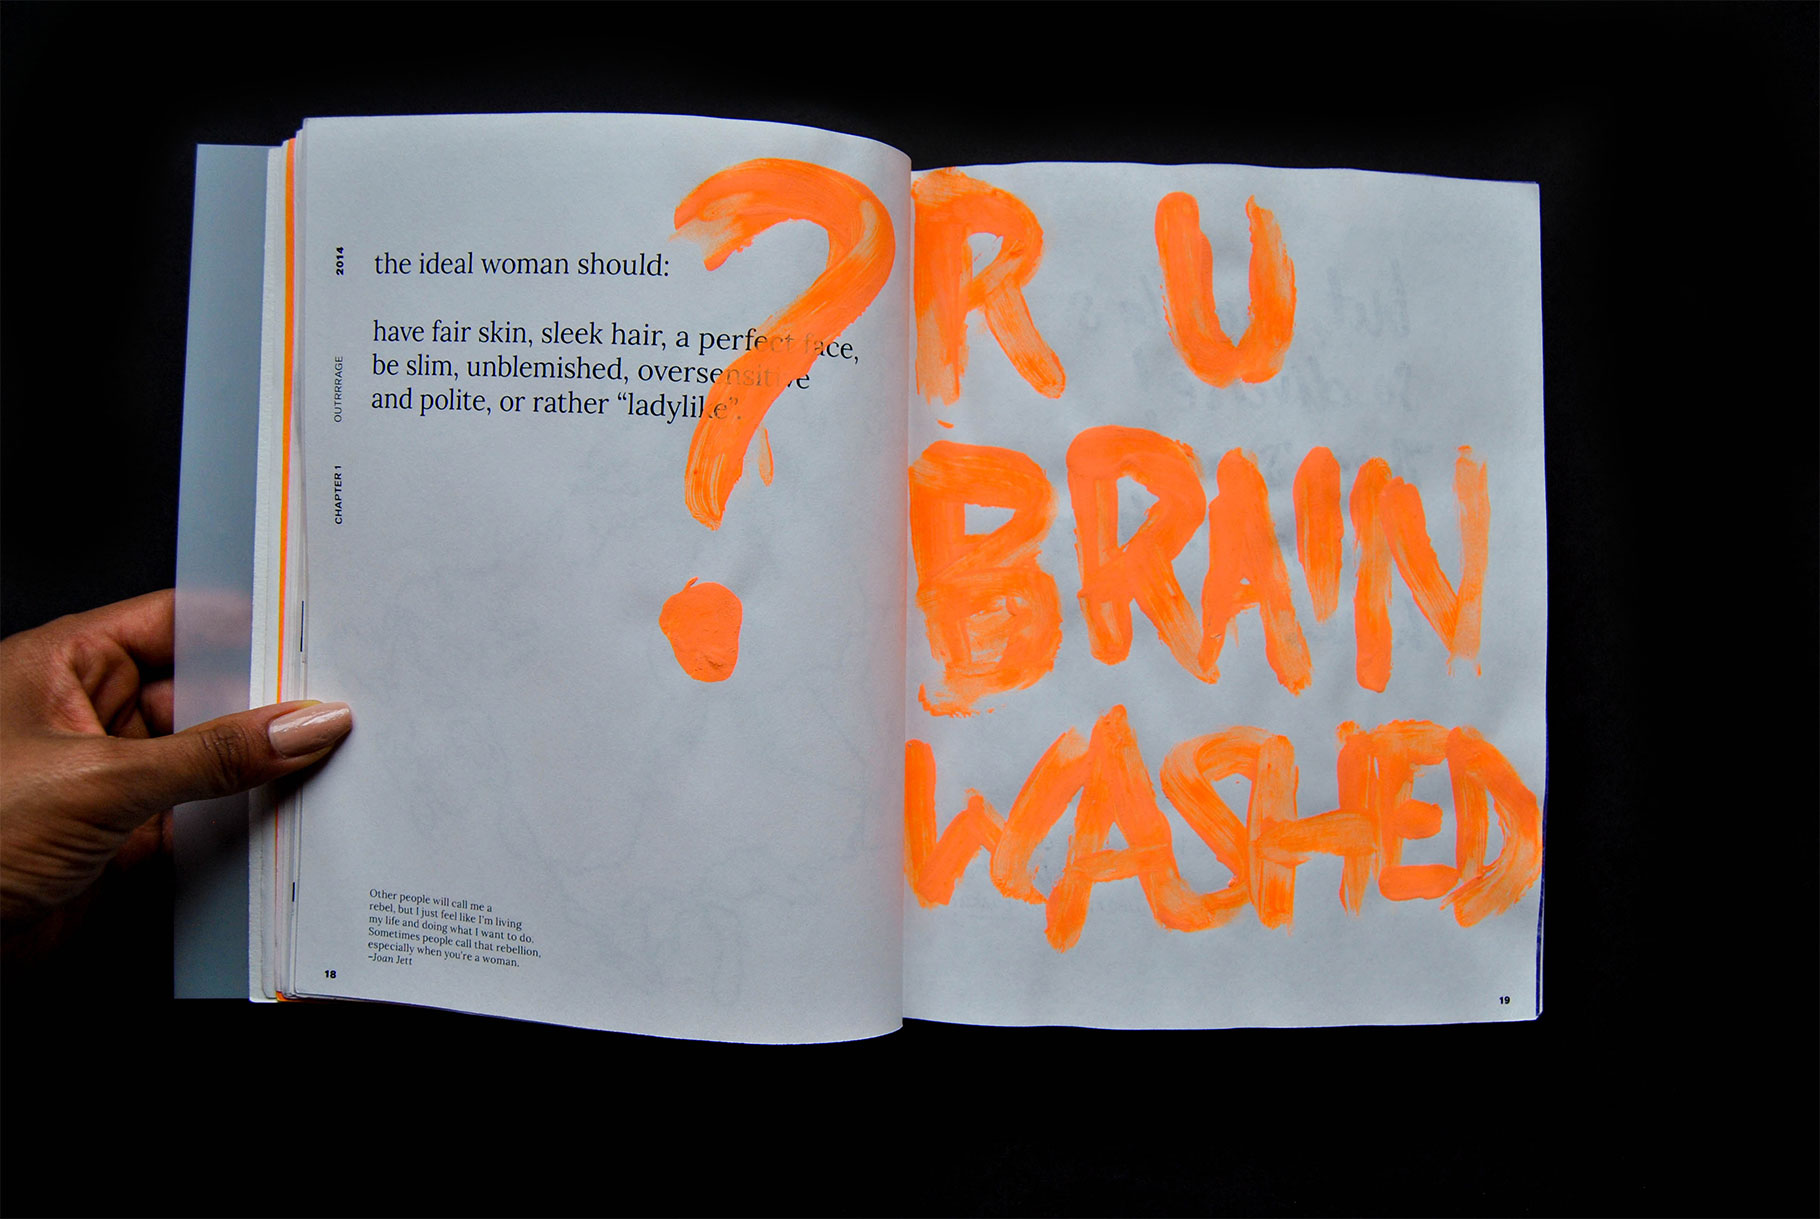 2014
OUTRRRAGE
CHAPTER 1
the ideal woman should:
have fair skin, sleek hair, a perfect face,
be slim, unblemished, oversensitive
and polite, or rather “ladylike”.
?
Other people will call me a
rebel, but I just feel like I'm living
my life and doing what I want to do.
Sometimes people call that rebellion,
especially when you're a woman.
–Joan Jett
18
R U
BRAIN
WASHED
19